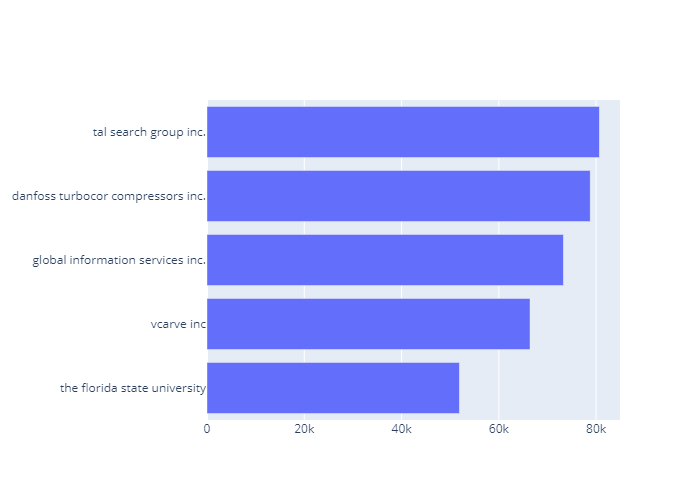 tal search group inc.
danfoss turbocor compressors inc.
global information services inc.
vcarve inc
the florida state university
0 20k 40k 60k 80k